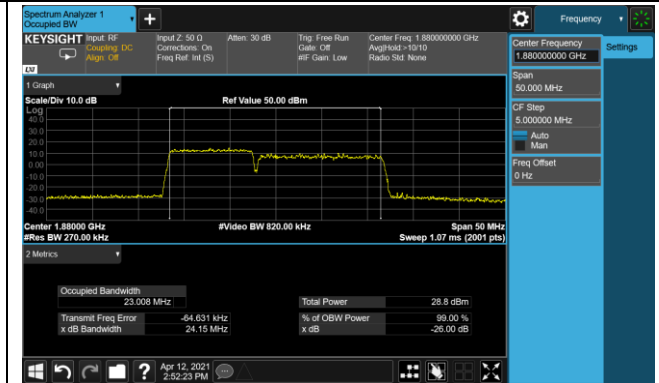 Spectrum Analyzer 1
Occupied BW
+
Frequency
KEYSIGHT
Input: RF
Coupling: DC
Align: Off
Input Z: 50 Ω
Corrections: On
Freq Ref: Int (S)
Atten: 30 dB
Trig: Free Run
Gate: Off
#IF Gain: Low
Center Freq: 1.880000000 GHz
Avg|Hold:>10/10
Radio Std: None
LXI
1 Graph
Scale/Div 10.0 dB
Ref Value 50.00 dBm
Log
40.0
30.0
20.0
10.0
0.00
-10.0
-20.0
-30.0
-40.0
Center 1.88000 GHz
#Video BW 820.00 kHz
Span 50 MHz
#Res BW 270.00 kHz
Sweep 1.07 ms (2001 pts)
2 Metrics
Occupied Bandwidth
23.008 MHz
Total Power
28.8 dBm
Transmit Freq Error
-64.631 kHz
% of OBW Power
99.00 %
x dB Bandwidth
24.15 MHz
x dB
-26.00 dB
?
Apr 12, 2021
2:52:23 PM
Center Frequency
1.880000000 GHz
Settings
Span
50.000 MHz
CF Step
5.000000 MHz
Auto
Man
Freq Offset
0 Hz